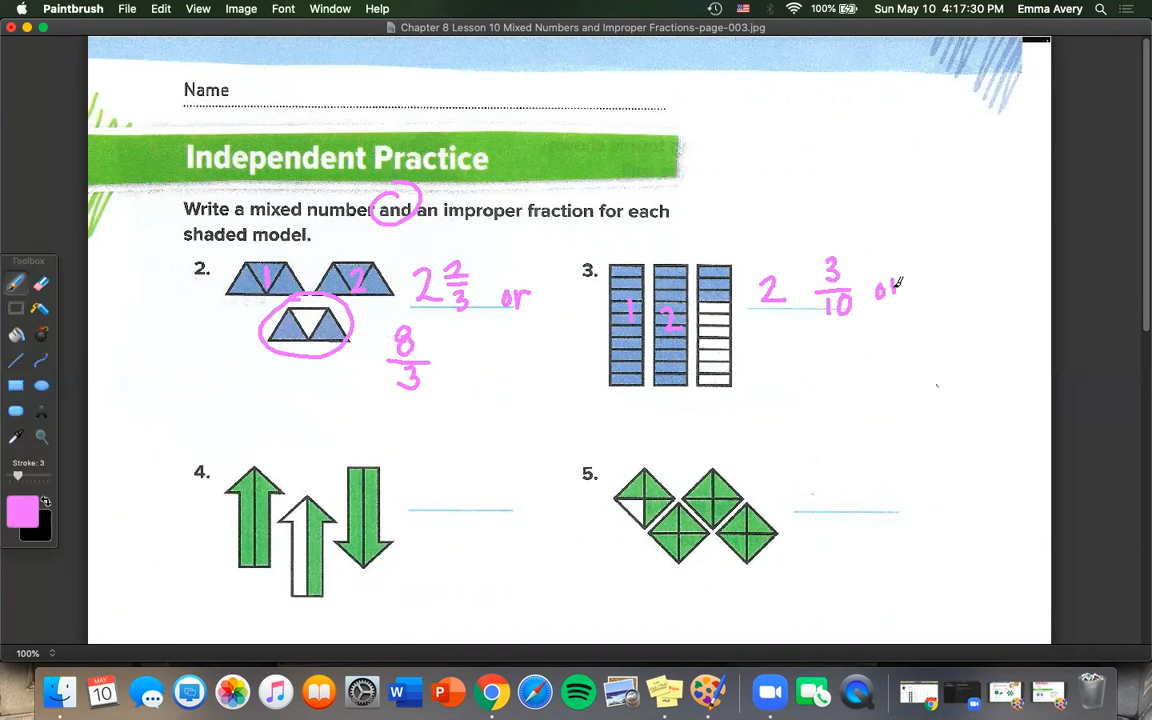 Paintbrush File Edit View Image Font Window Help 100% Sun May 10 4:17:30 PM Emma Avery
Chapter 8 Lesson 10 Mixed Numbers and Improper Fractions-page-003.jpg
Name
Independent Practice
Write a mixed number and an improper fraction for each
shaded model.
2. 1 2 2 2/3 or
8/3
3. 1 2 2 3/10 or
4.
5.
Toolbox
Stroke: 3
100%
MAY
10
W
P